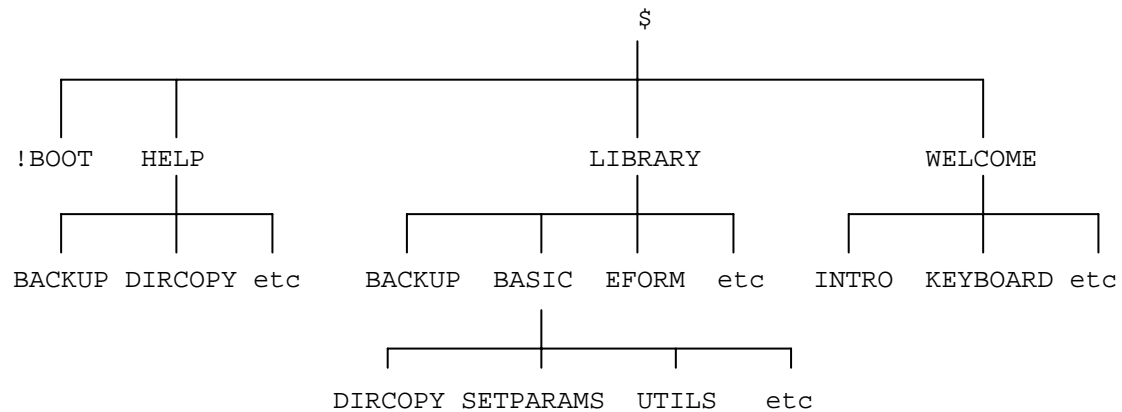 $
!BOOT HELP LIBRARY WELCOME
BACKUP DIRCOPY etc BACKUP BASIC EFORM etc INTRO KEYBOARD etc
DIRCOPY SETPARAMS UTILS etc